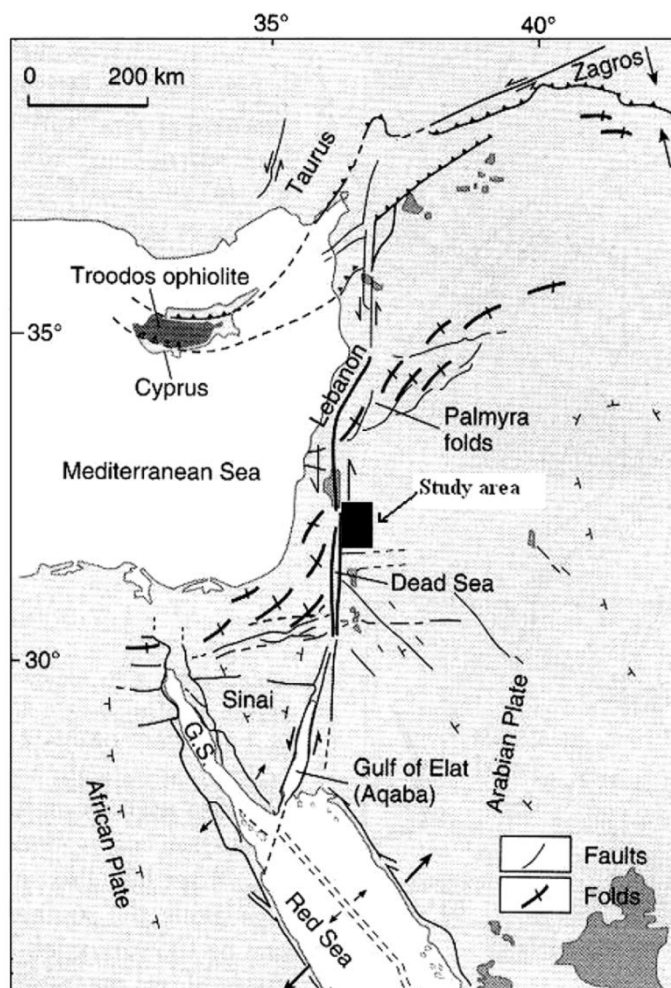 35°
40°
0
200 km
Zagros
Taurus
Troodos ophiolite
35°
Cyprus
Lebanon
Palmyra
folds
Mediterranean Sea
Study area
Dead Sea
30°
Sinai
G.S.
Gulf of Elat
(Aqaba)
African Plate
Arabian Plate
Red Sea
Faults
Folds